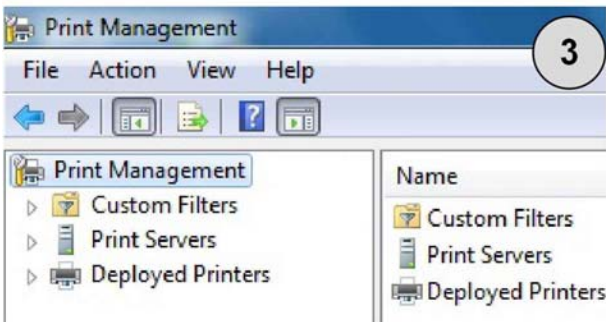 Print Management
3
File Action View Help
Print Management
Custom Filters
Print Servers
Deployed Printers
Name
Custom Filters
Print Servers
Deployed Printers